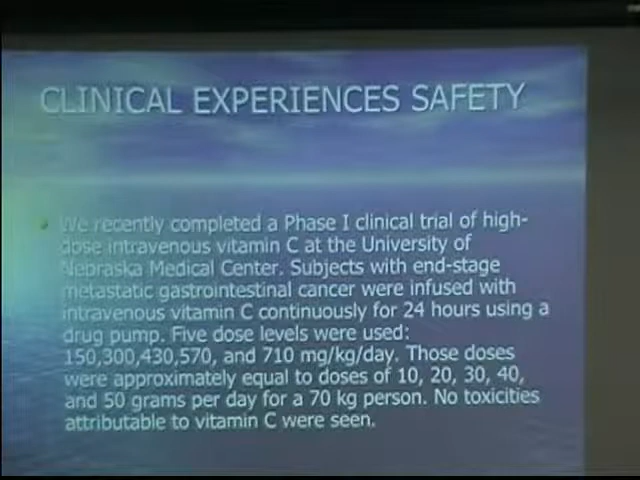 CLINICAL EXPERIENCES SAFETY
We recently completed a Phase I clinical trial of high-
dose intravenous vitamin C at the University of
Nebraska Medical Center. Subjects with end-stage
metastatic gastrointestinal cancer were infused with
intravenous vitamin C continuously for 24 hours using a
drug pump. Five dose levels were used:
150,300,430,570, and 710 mg/kg/day. Those doses
were approximately equal to doses of 10, 20, 30, 40,
and 50 grams per day for a 70 kg person. No toxicities
attributable to vitamin C were seen.